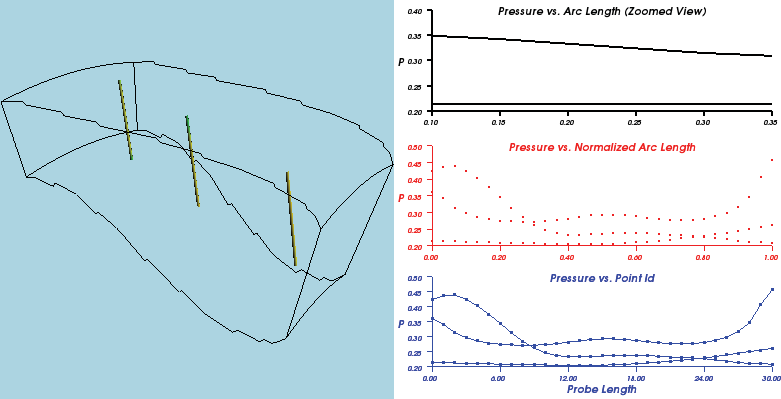 Pressure vs. Arc Length (Zoomed View)
0.40
0.35
0.30
0.25
0.20
P
0.10 0.15 0.20 0.25 0.30 0.35
Pressure vs. Normalized Arc Length
0.50
0.45
0.40
0.35
0.30
0.25
0.20
P
0.00 0.20 0.40 0.60 0.80 1.00
Pressure vs. Point Id
0.50
0.45
0.40
0.35
0.30
0.25
0.20
P
0.00 6.00 12.00 18.00 24.00 30.00
Probe Length